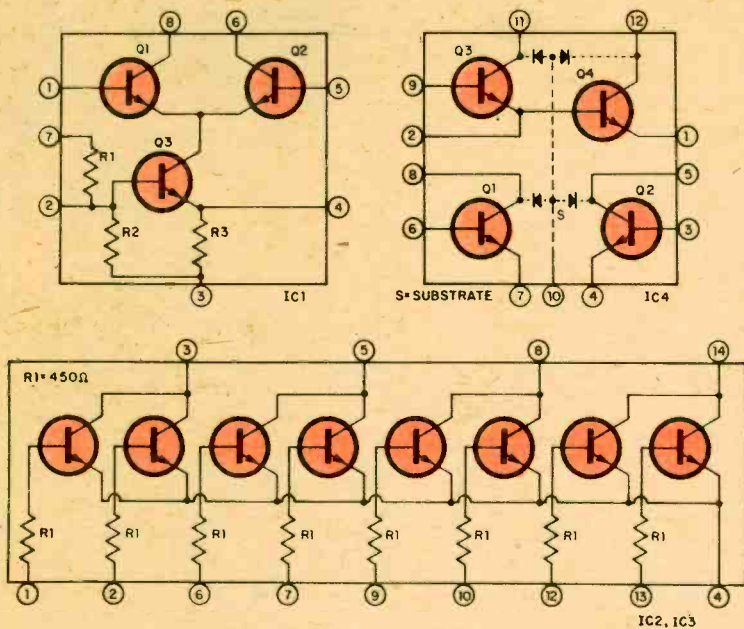 8 6
Q1 Q2
1 5
7
R1 Q3
2 4
R2 R3
3
IC1
11 12
Q3
Q4
9
2 1
8 5
Q1 Q2
S
6 3
7 10 4
S=SUBSTRATE IC4
3 5 8 14
R1=450Ω
R1 R1 R1 R1 R1 R1 R1 R1
1 2 6 7 9 10 12 13 4
IC2, IC3